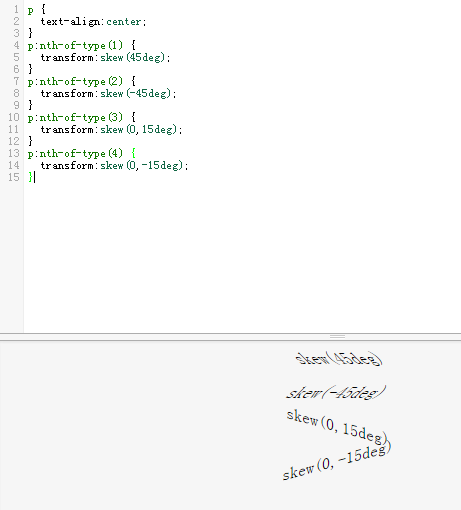 1 p {
2 text-align:center;
3 }
4 p:nth-of-type(1) {
5 transform:skew(45deg);
6 }
7 p:nth-of-type(2) {
8 transform:skew(-45deg);
9 }
10 p:nth-of-type(3) {
11 transform:skew(0,15deg);
12 }
13 p:nth-of-type(4) {
14 transform:skew(0,-15deg);
15 }
skew(45deg)
skew(-45deg)
skew(0,15deg)
skew(0,-15deg)